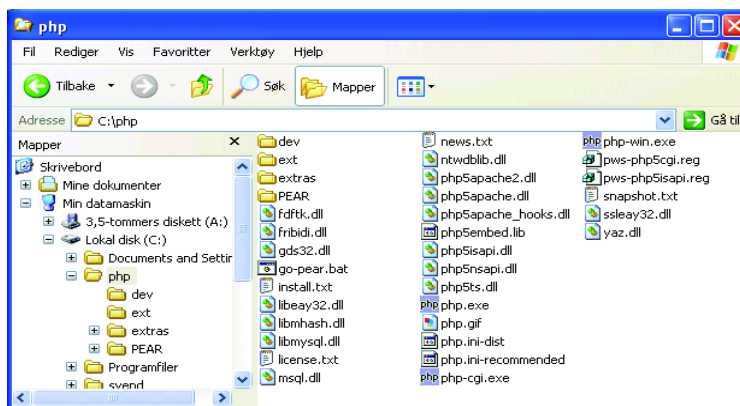 php
Fil Rediger Vis Favoritter Verktøy Hjelp
Tilbake Søk Mapper
Adresse C:\php Gå til
Mapper
Skrivebord
Mine dokumenter
Min datamaskin
3,5-tommers diskett (A:)
Lokal disk (C:)
Documents and Settir
php
dev
ext
extras
PEAR
Programfiler
svend
dev
ext
extras
PEAR
fdftk.dll
fribidi.dll
gds32.dll
go-pear.bat
install.txt
libeay32.dll
libmhash.dll
libmysql.dll
license.txt
msql.dll
news.txt
ntwdblib.dll
php5apache2.dll
php5apache.dll
php5apache_hooks.dll
php5embed.lib
php5isapi.dll
php5nsapi.dll
php5ts.dll
php php.exe
php.gif
php.ini-dist
php.ini-recommended
php php-cgi.exe
php php-win.exe
pws-php5cgi.reg
pws-php5isapi.reg
snapshot.txt
ssleay32.dll
yaz.dll